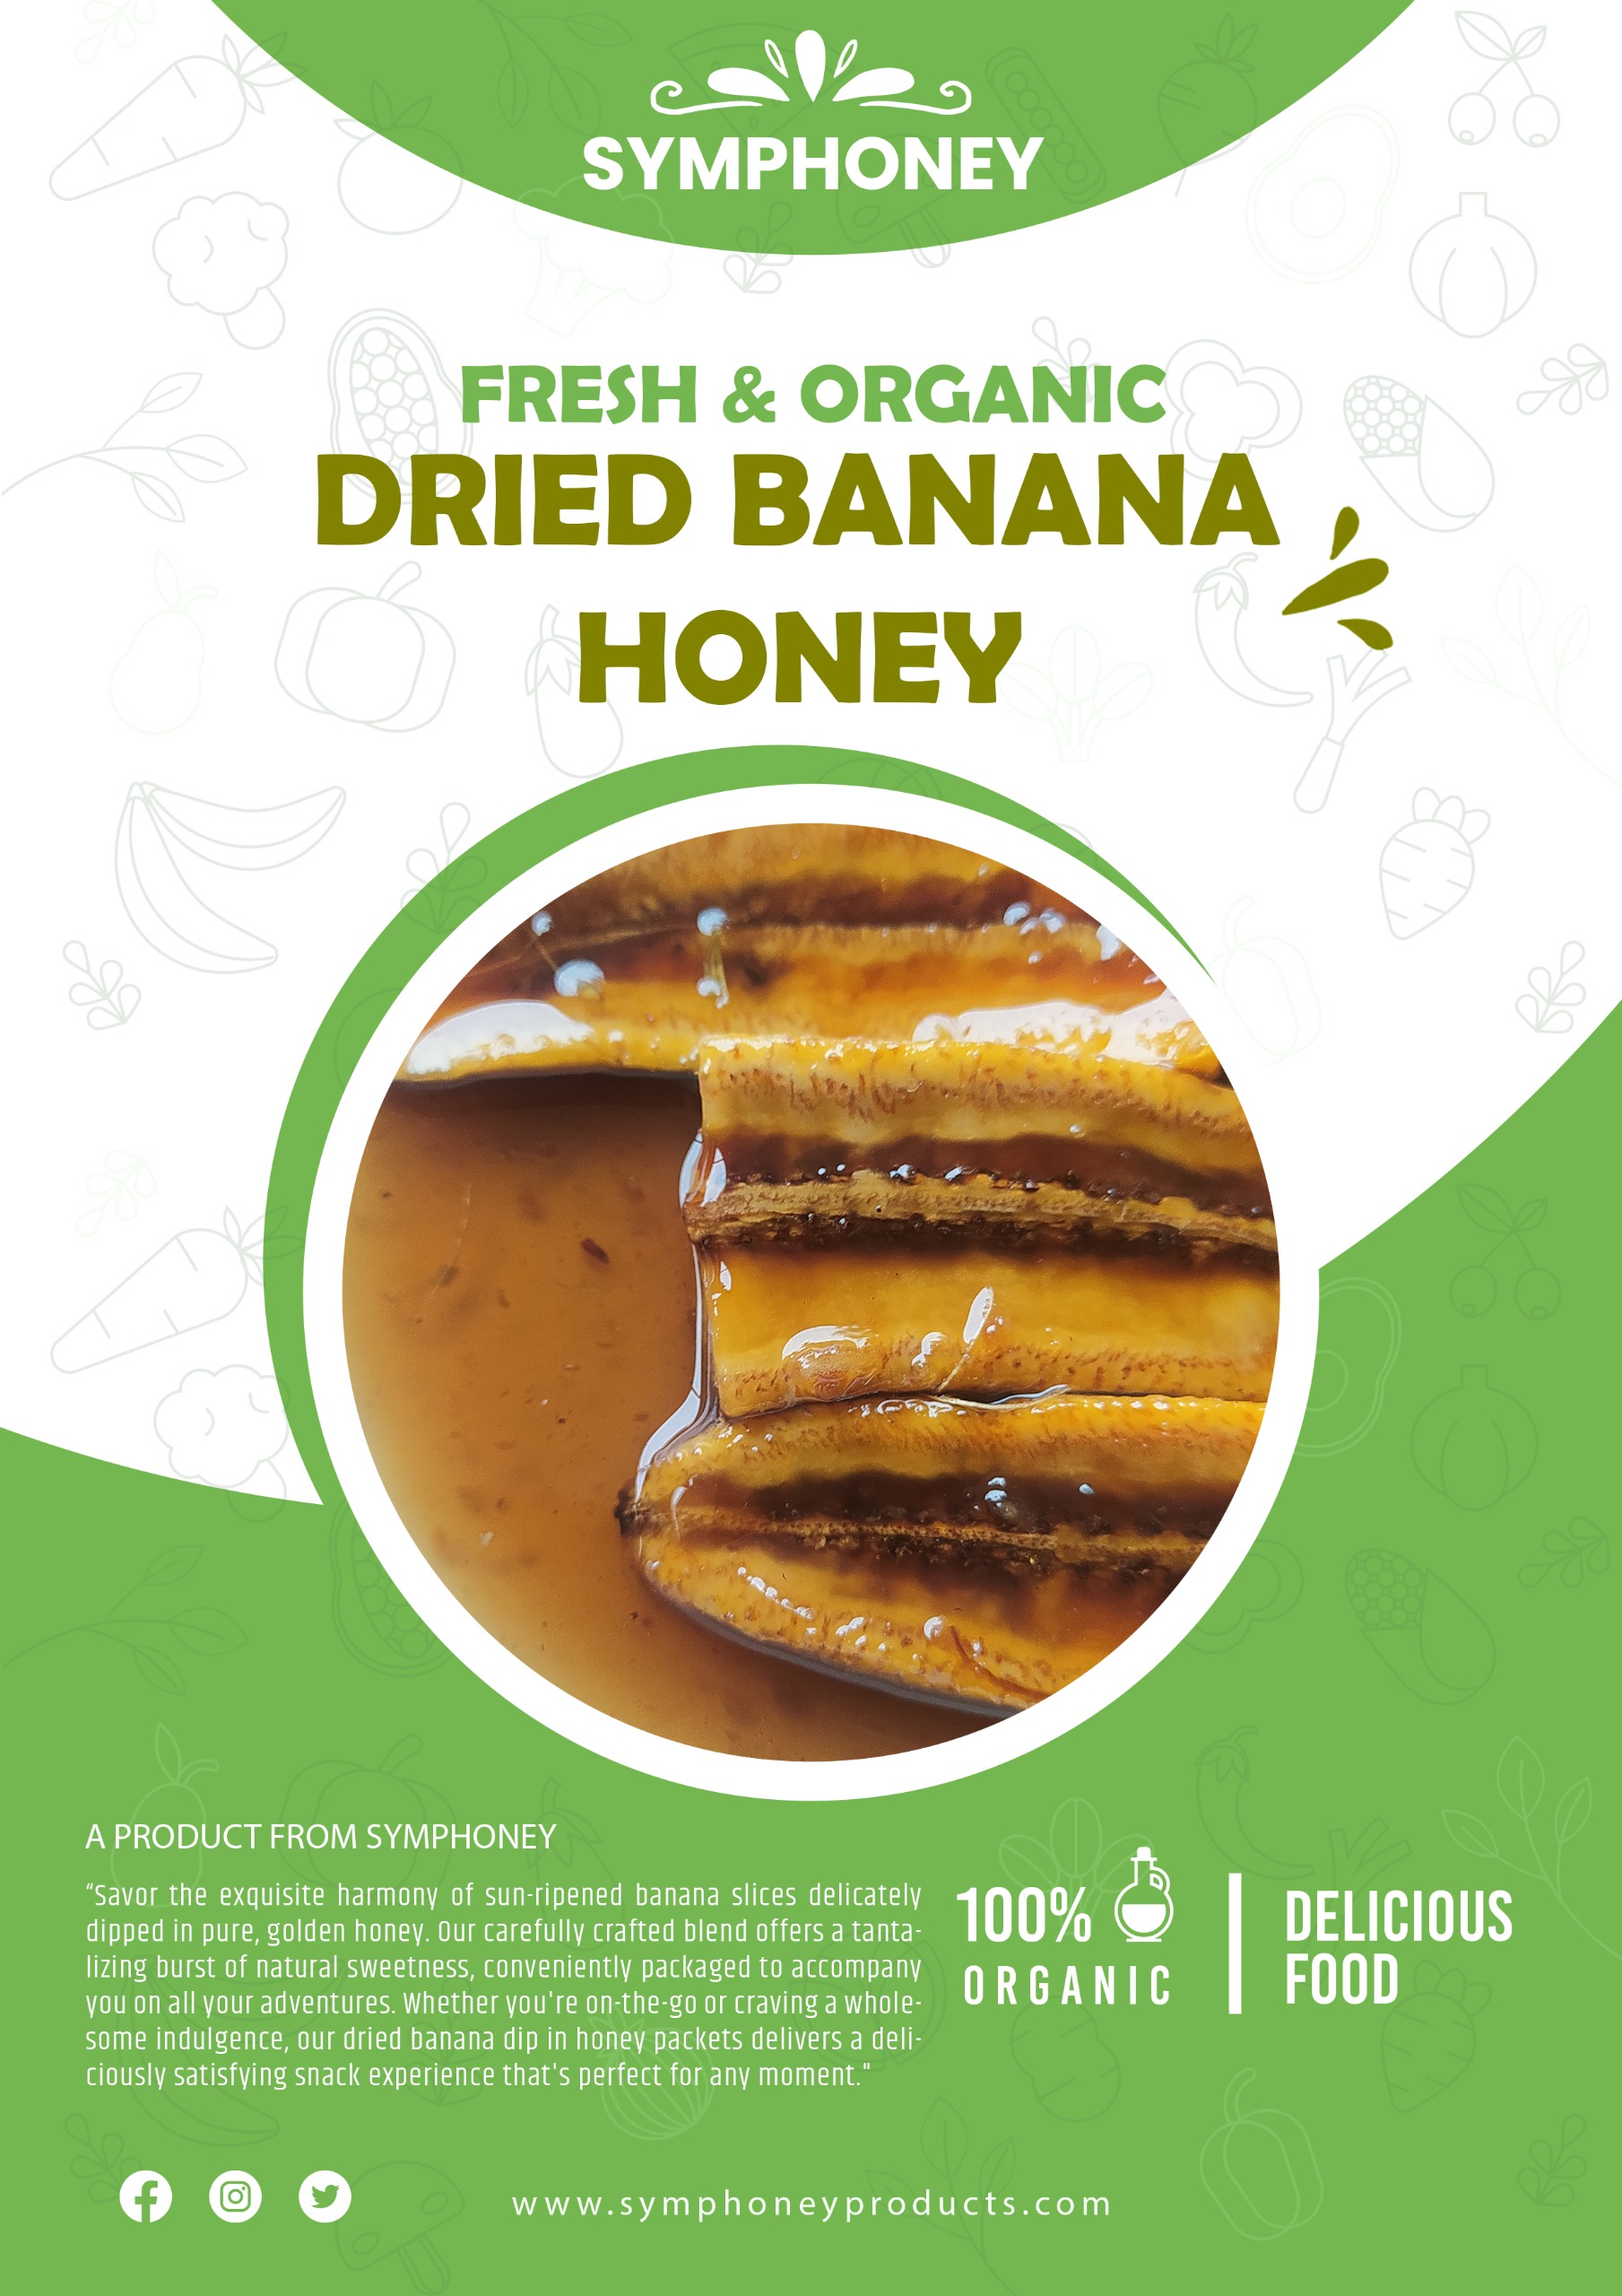 SYMPHONEY
FRESH & ORGANIC
DRIED BANANA
HONEY
A PRODUCT FROM SYMPHONEY
“Savor the exquisite harmony of sun-ripened banana slices delicately
dipped in pure, golden honey. Our carefully crafted blend offers a tanta-
lizing burst of natural sweetness, conveniently packaged to accompany
you on all your adventures. Whether you're on-the-go or craving a whole-
some indulgence, our dried banana dip in honey packets delivers a deli-
ciously satisfying snack experience that's perfect for any moment."
100%
ORGANIC
DELICIOUS
FOOD
www.symphoneyproducts.com